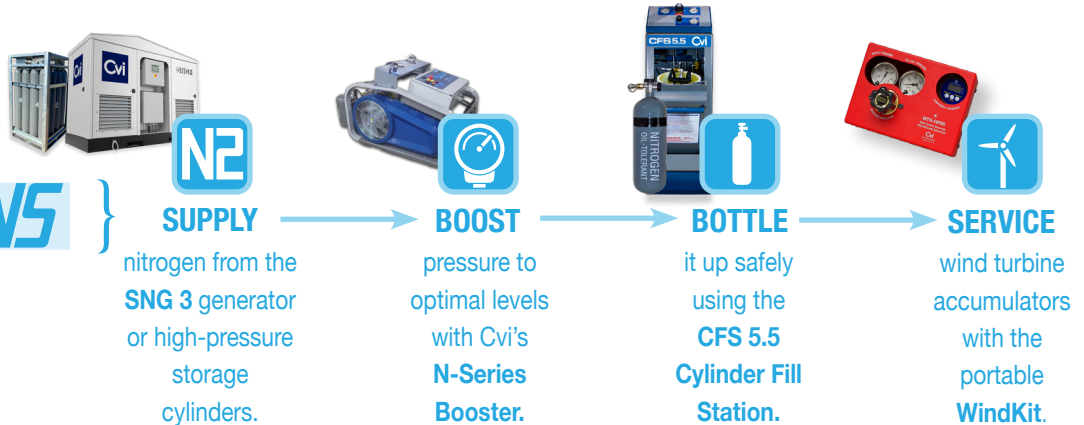 Cvi
Cvi
CFS 5.5 Cvi
NITROGEN
OIL-TOLERANT
Cvi
N2
NS
}
SUPPLY
nitrogen from the
SNG 3 generator
or high-pressure
storage
cylinders.
BOOST
pressure to
optimal levels
with Cvi’s
N-Series
Booster.
BOTTLE
it up safely
using the
CFS 5.5
Cylinder Fill
Station.
SERVICE
wind turbine
accumulators
with the
portable
WindKit.